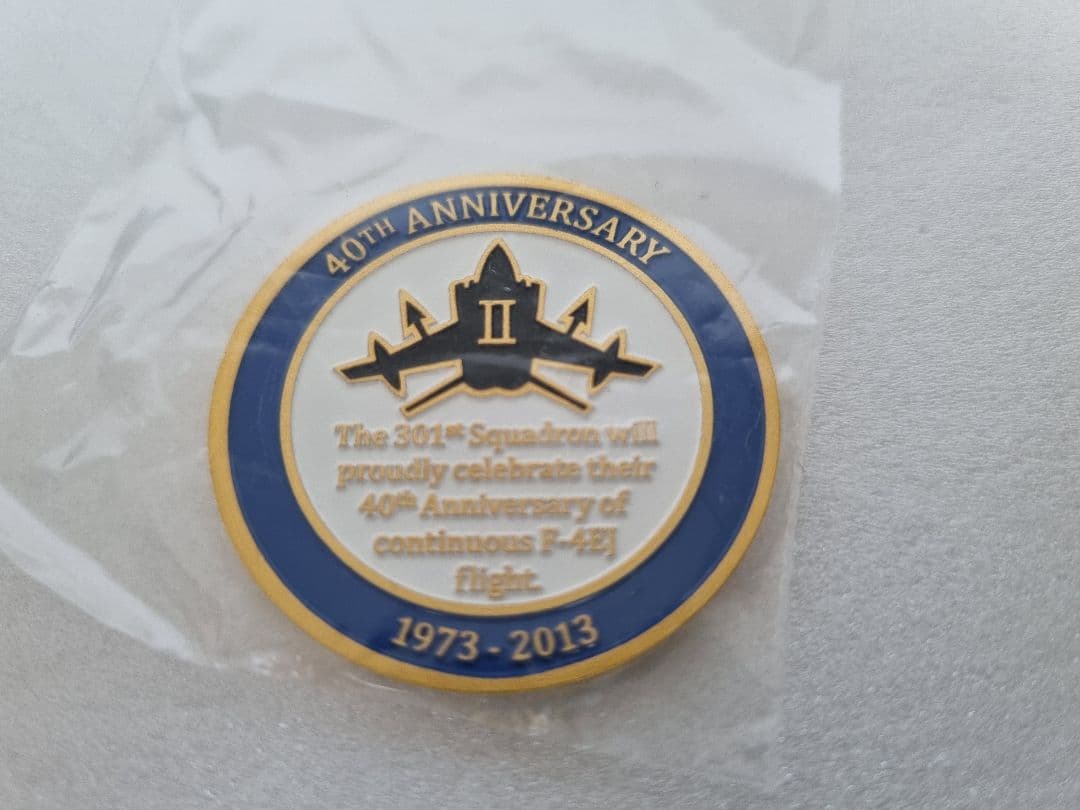 40TH ANNIVERSARY
II
The 301st Squadron will
proudly celebrate their
40th Anniversary of
continuous F-4EJ
flight.
1973 - 2013